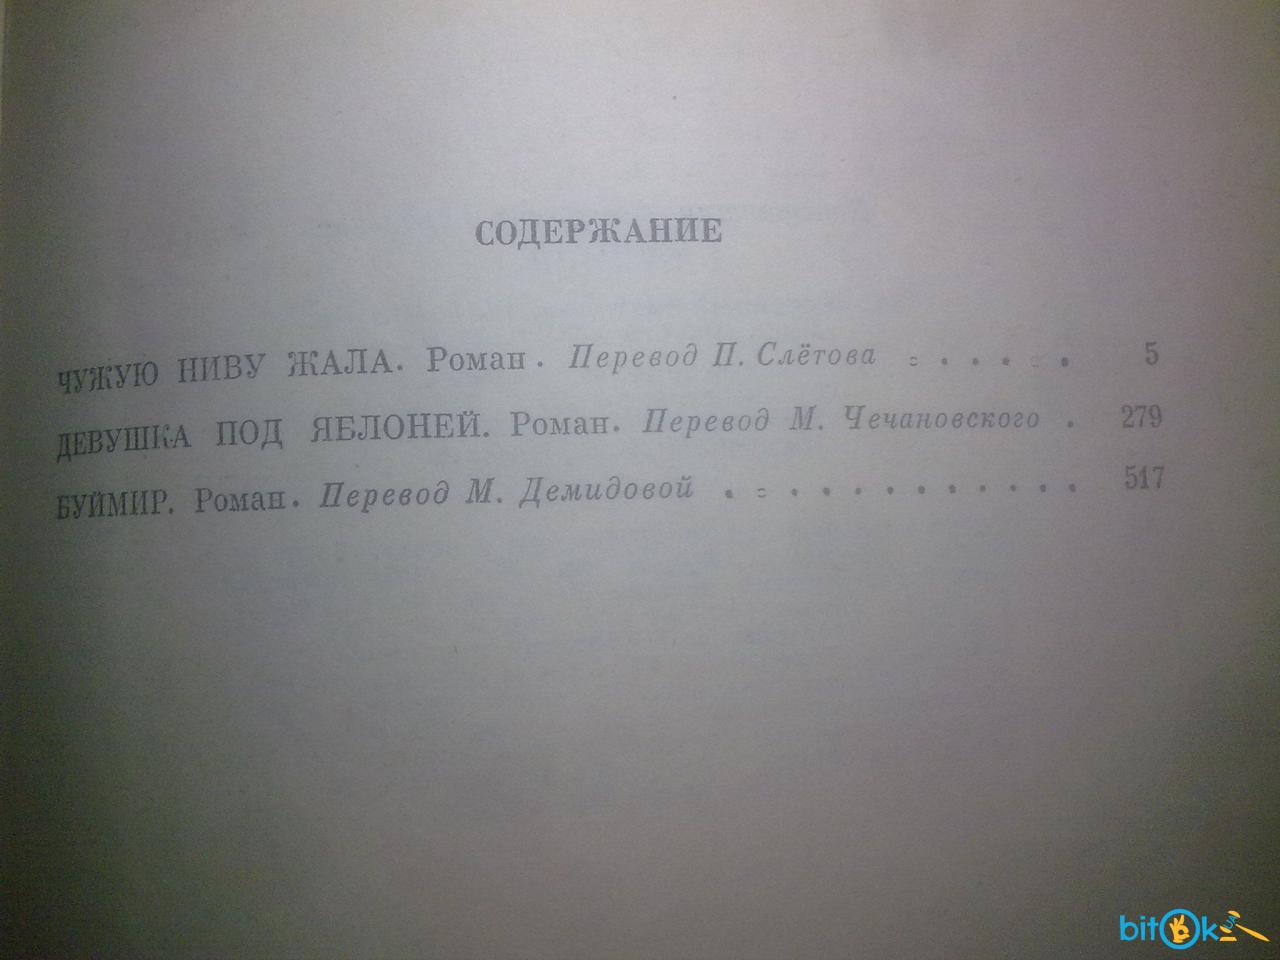 СОДЕРЖАНИЕ
ЧУЖУЮ НИВУ ЖАЛА. Роман. Перевод П. Слётова . . . . . . 5
ДЕВУШКА ПОД ЯБЛОНЕЙ. Роман. Перевод М. Чечановского . 279
БУЙМИР. Роман. Перевод М. Демидовой . . . . . . . . . . . . 517
bitOk UA